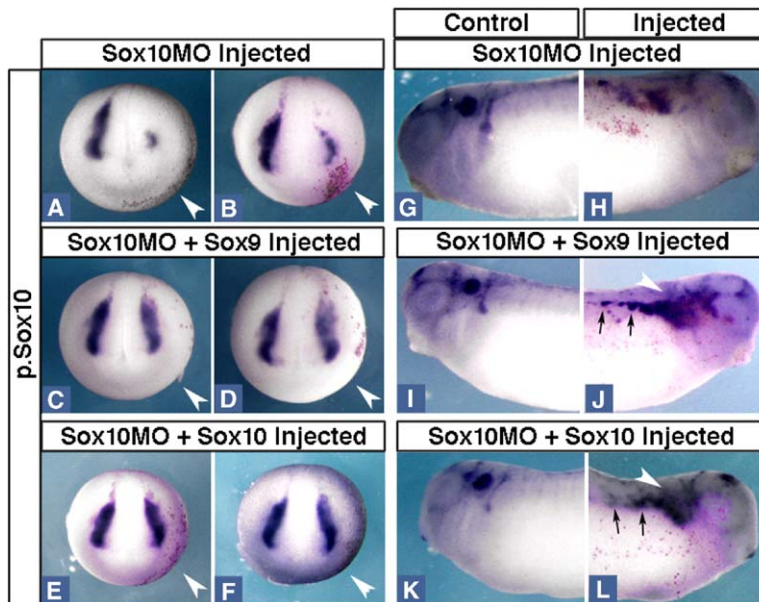 Control
Injected
Sox10MO Injected
Sox10MO Injected
p.Sox10
A
B
G
H
Sox10MO + Sox9 Injected
Sox10MO + Sox9 Injected
C
D
I
J
Sox10MO + Sox10 Injected
Sox10MO + Sox10 Injected
E
F
K
L